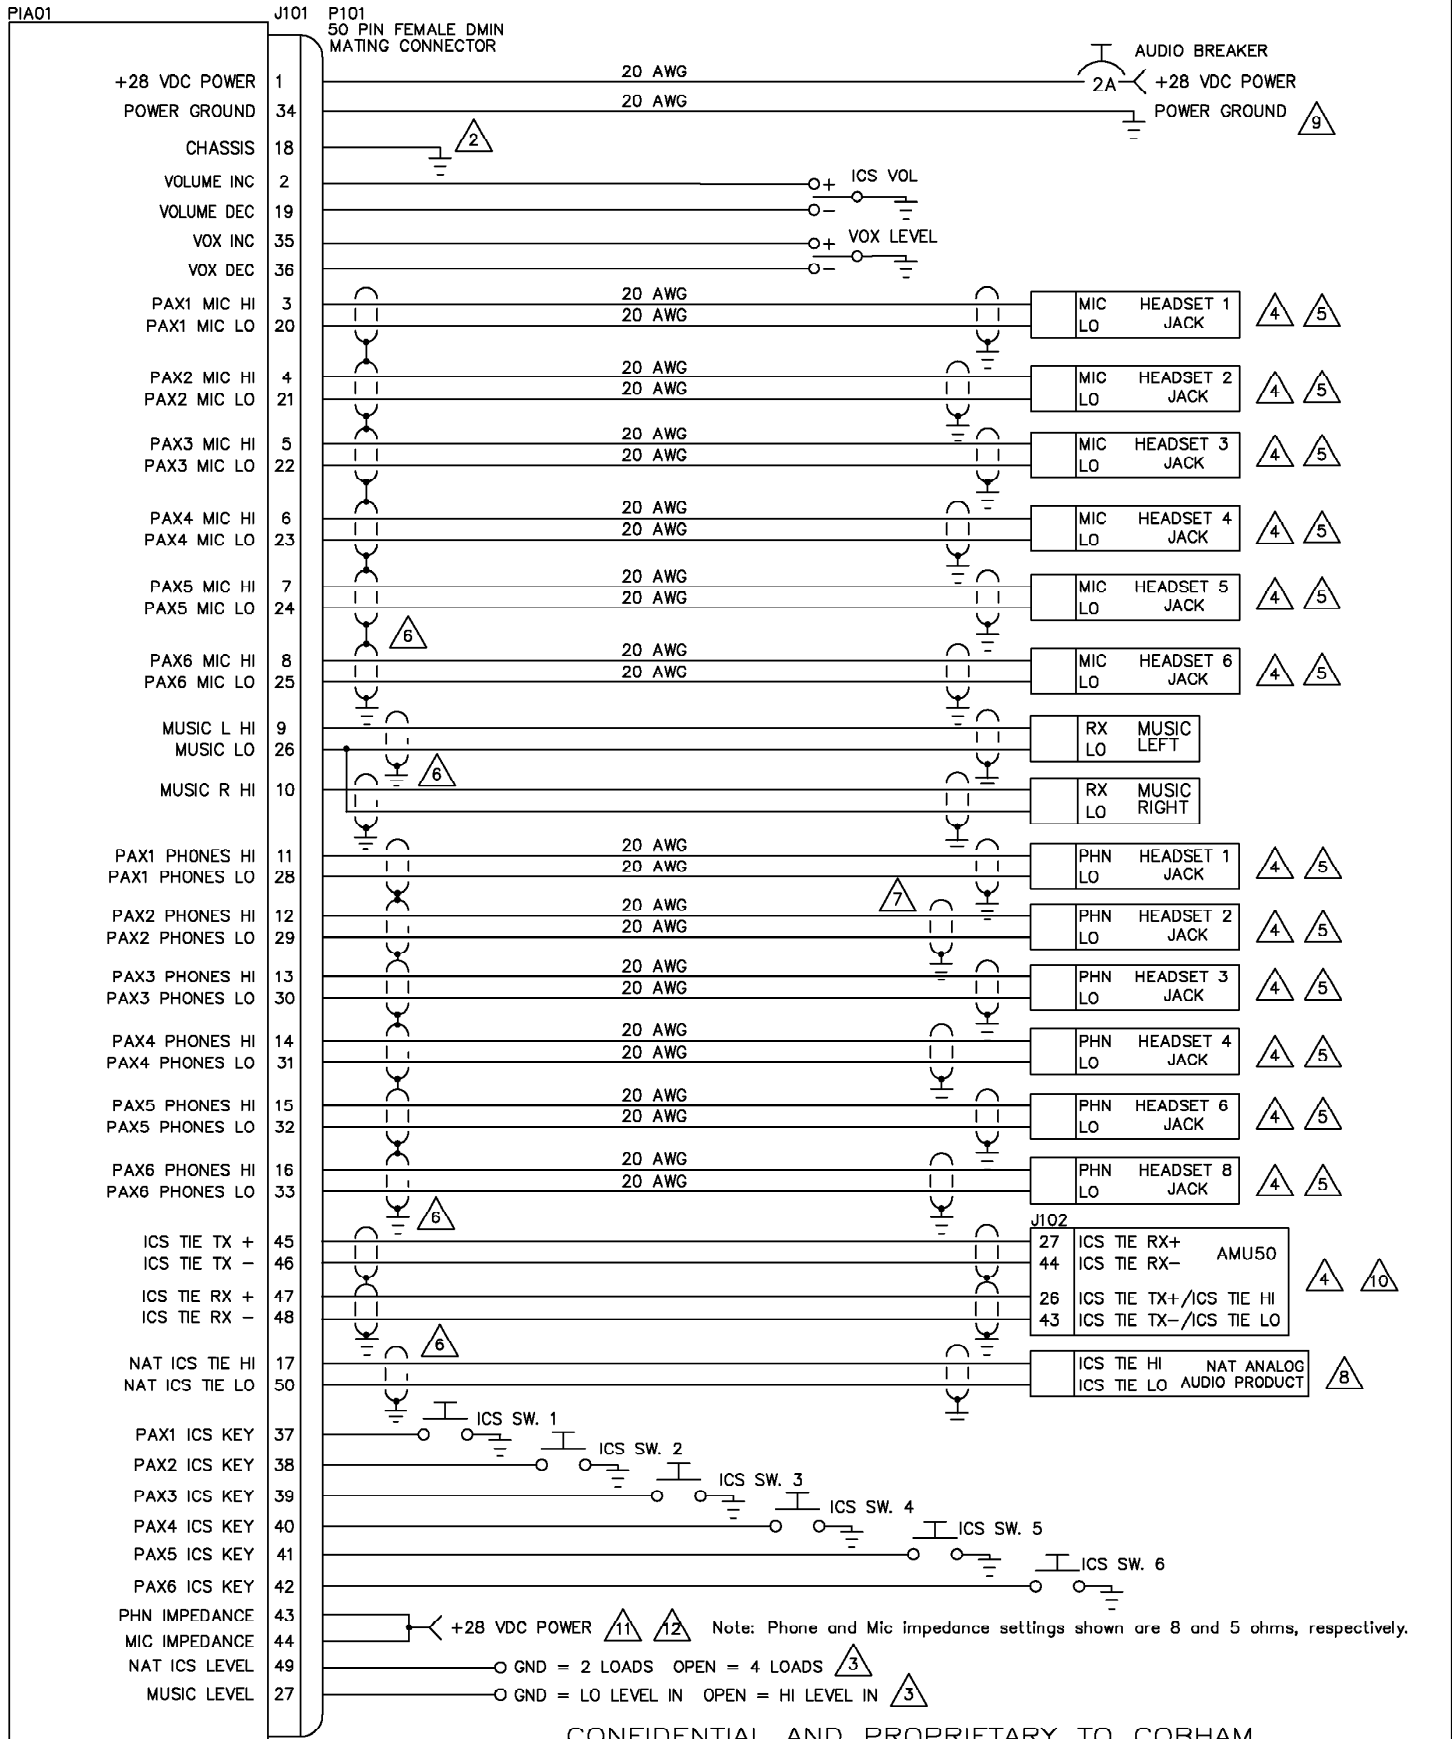 PIA01 J101 P101
50 PIN FEMALE DMIN
MATING CONNECTOR
AUDIO BREAKER
+28 VDC POWER 1 20 AWG 2A +28 VDC POWER
POWER GROUND 34 20 AWG POWER GROUND 9
CHASSIS 18 2
VOLUME INC 2 + ICS VOL
VOLUME DEC 19 −
VOX INC 35 + VOX LEVEL
VOX DEC 36 −
PAX1 MIC HI 3 20 AWG MIC HEADSET 1 4 5
PAX1 MIC LO 20 20 AWG LO JACK
PAX2 MIC HI 4 20 AWG MIC HEADSET 2 4 5
PAX2 MIC LO 21 20 AWG LO JACK
PAX3 MIC HI 5 20 AWG MIC HEADSET 3 4 5
PAX3 MIC LO 22 20 AWG LO JACK
PAX4 MIC HI 6 20 AWG MIC HEADSET 4 4 5
PAX4 MIC LO 23 20 AWG LO JACK
PAX5 MIC HI 7 20 AWG MIC HEADSET 5 4 5
PAX5 MIC LO 24 20 AWG LO JACK
6
PAX6 MIC HI 8 20 AWG MIC HEADSET 6 4 5
PAX6 MIC LO 25 20 AWG LO JACK
MUSIC L HI 9 RX MUSIC
MUSIC LO 26 LO LEFT
6
MUSIC R HI 10 RX MUSIC
LO RIGHT
PAX1 PHONES HI 11 20 AWG PHN HEADSET 1 4 5
PAX1 PHONES LO 28 20 AWG LO JACK
7
PAX2 PHONES HI 12 20 AWG PHN HEADSET 2 4 5
PAX2 PHONES LO 29 20 AWG LO JACK
PAX3 PHONES HI 13 20 AWG PHN HEADSET 3 4 5
PAX3 PHONES LO 30 20 AWG LO JACK
PAX4 PHONES HI 14 20 AWG PHN HEADSET 4 4 5
PAX4 PHONES LO 31 20 AWG LO JACK
PAX5 PHONES HI 15 20 AWG PHN HEADSET 6 4 5
PAX5 PHONES LO 32 20 AWG LO JACK
PAX6 PHONES HI 16 20 AWG PHN HEADSET 8 4 5
PAX6 PHONES LO 33 20 AWG LO JACK
6
J102
ICS TIE TX + 45 27 ICS TIE RX+ AMU50
ICS TIE TX − 46 44 ICS TIE RX− 4 10
ICS TIE RX + 47 26 ICS TIE TX+/ICS TIE HI
ICS TIE RX − 48 43 ICS TIE TX−/ICS TIE LO
6
NAT ICS TIE HI 17 ICS TIE HI NAT ANALOG 8
NAT ICS TIE LO 50 ICS TIE LO AUDIO PRODUCT
PAX1 ICS KEY 37 ICS SW. 1
PAX2 ICS KEY 38 ICS SW. 2
PAX3 ICS KEY 39 ICS SW. 3
PAX4 ICS KEY 40 ICS SW. 4
PAX5 ICS KEY 41 ICS SW. 5
PAX6 ICS KEY 42 ICS SW. 6
PHN IMPEDANCE 43
+28 VDC POWER 11 12 Note: Phone and Mic impedance settings shown are 8 and 5 ohms, respectively.
MIC IMPEDANCE 44
NAT ICS LEVEL 49 GND = 2 LOADS OPEN = 4 LOADS 3
MUSIC LEVEL 27 GND = LO LEVEL IN OPEN = HI LEVEL IN 3
CONFIDENTIAL AND PROPRIETARY TO COBHAM